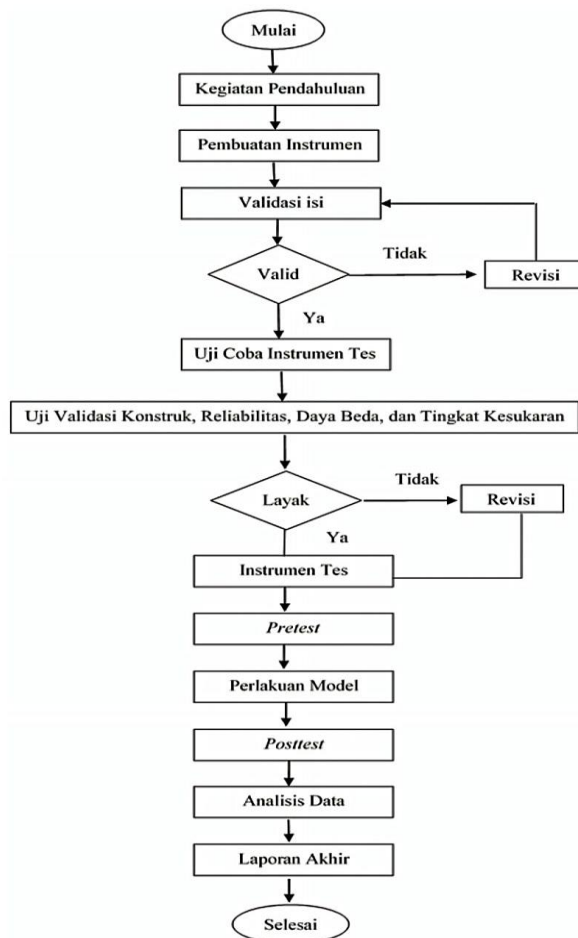 Mulai
Kegiatan Pendahuluan
Pembuatan Instrumen
Validasi isi
Valid
Tidak
Revisi
Ya
Uji Coba Instrumen Tes
Uji Validasi Konstruk, Reliabilitas, Daya Beda, dan Tingkat Kesukaran
Layak
Tidak
Revisi
Ya
Instrumen Tes
Pretest
Perlakuan Model
Posttest
Analisis Data
Laporan Akhir
Selesai